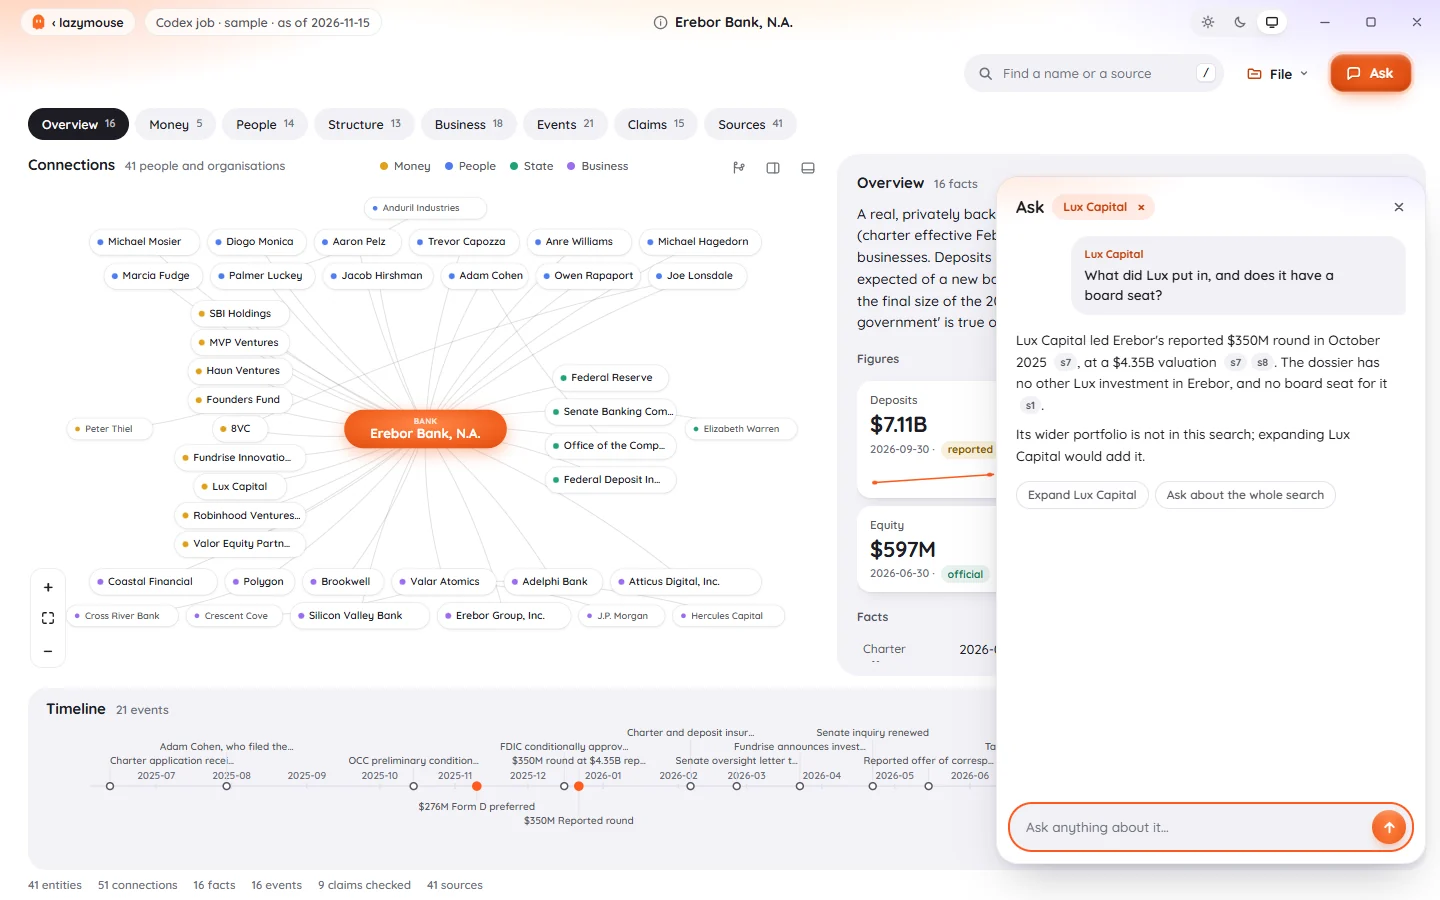 ‹ lazymouse
Codex job · sample · as of 2026-11-15
Erebor Bank, N.A.
Find a name or a source
/
File
Ask
Overview 16
Money 5
People 14
Structure 13
Business 18
Events 21
Claims 15
Sources 41
Connections 41 people and organisations
Money
People
State
Business
Anduril Industries
Michael Mosier
Diogo Monica
Aaron Pelz
Trevor Capozza
Anre Williams
Michael Hagedorn
Marcia Fudge
Palmer Luckey
Jacob Hirshman
Adam Cohen
Owen Rapaport
Joe Lonsdale
SBI Holdings
MVP Ventures
Haun Ventures
Founders Fund
Peter Thiel
8VC
Fundrise Innovatio…
Lux Capital
Robinhood Ventures…
Valor Equity Partn…
BANK
Erebor Bank, N.A.
Federal Reserve
Senate Banking Com…
Elizabeth Warren
Office of the Comp…
Federal Deposit In…
Coastal Financial
Polygon
Brookwell
Valar Atomics
Adelphi Bank
Atticus Digital, Inc.
Cross River Bank
Crescent Cove
Silicon Valley Bank
Erebor Group, Inc.
J.P. Morgan
Hercules Capital
+
−
Overview 16 facts
A real, privately back
(charter effective Feb
businesses. Deposits
expected of a new ba
the final size of the 20
government' is true o
Figures
Deposits
$7.11B
2026-09-30 · reported
Equity
$597M
2026-06-30 · official
Facts
Charter
2026-0
Ask
Lux Capital ×
Lux Capital
What did Lux put in, and does it have a
board seat?
Lux Capital led Erebor's reported $350M round in October
2025 s7 , at a $4.35B valuation s7 s8 . The dossier has
no other Lux investment in Erebor, and no board seat for it
s1 .
Its wider portfolio is not in this search; expanding Lux
Capital would add it.
Expand Lux Capital
Ask about the whole search
Ask anything about it…
Timeline 21 events
Charter and deposit insur…
Senate inquiry renewed
Adam Cohen, who filed the…
FDIC conditionally approv…
Fundrise announces invest…
Ta
Charter application recei…
OCC preliminary condition…
$350M round at $4.35B rep…
Senate oversight letter t…
Reported offer of corresp…
2025-07
2025-08
2025-09
2025-10
2025-11
2025-12
2026-01
2026-02
2026-03
2026-04
2026-05
2026-06
$276M Form D preferred
$350M Reported round
41 entities
51 connections
16 facts
16 events
9 claims checked
41 sources